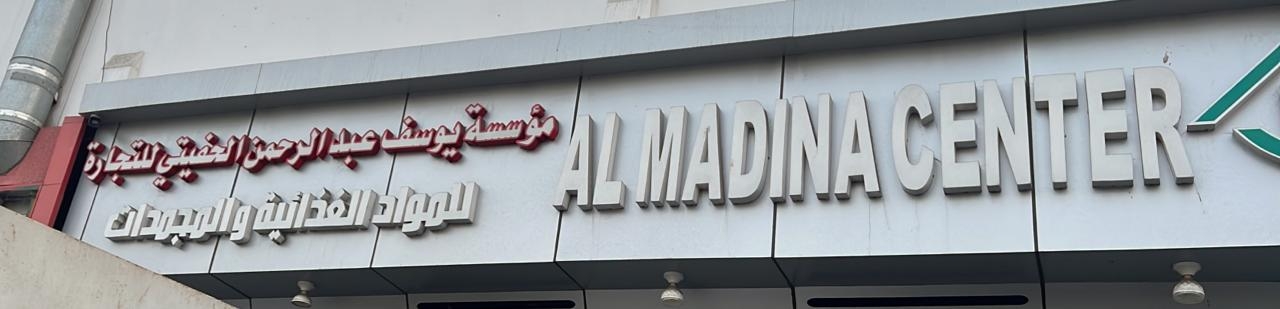 مؤسسة يوسف عبد الرحمن الخفيتي للتجارة
للمواد الغذائية والمجمدات
AL MADINA CENTER